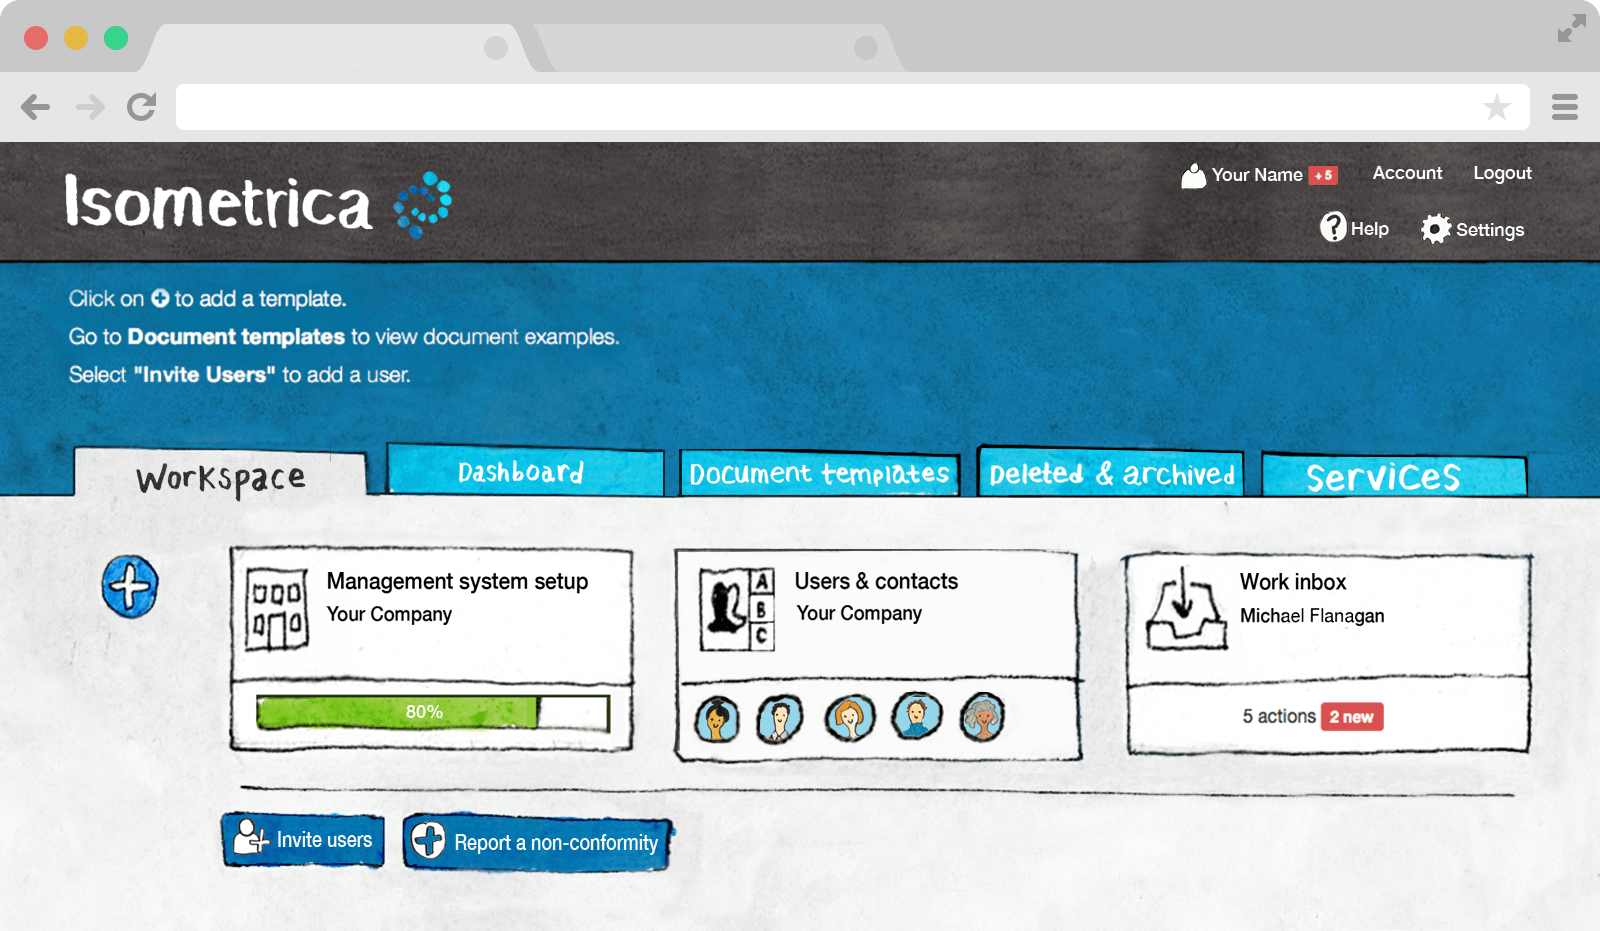 Isometrica
Your Name +5 Account Logout
? Help Settings
Click on + to add a template.
Go to Document templates to view document examples.
Select "Invite Users" to add a user.
Workspace Dashboard Document templates Deleted & archived Services
Management system setup
Your Company
80%
Users & contacts
Your Company
A
B
C
Work inbox
Michael Flanagan
5 actions 2 new
Invite users
Report a non-conformity